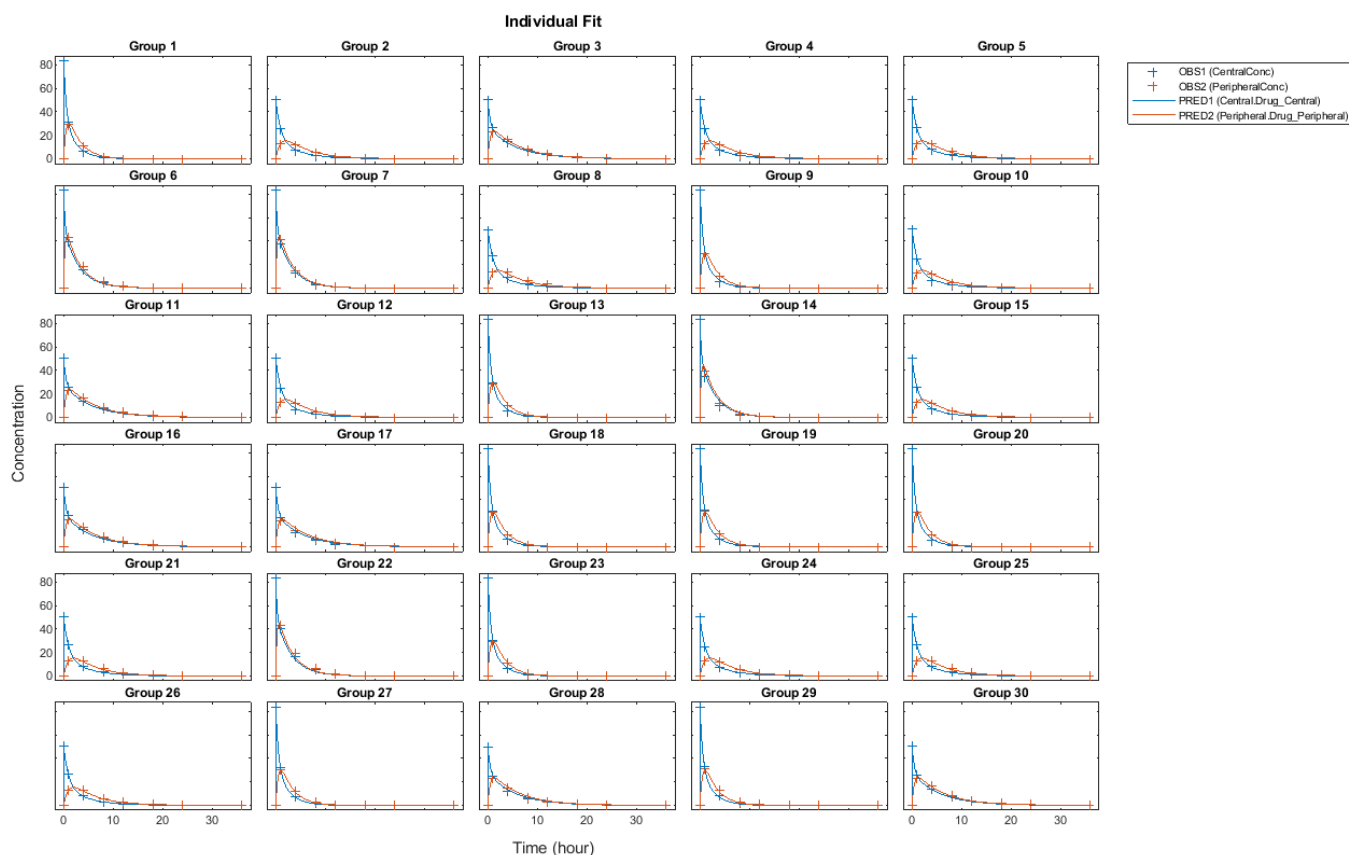 Individual Fit
Group 1 Group 2 Group 3 Group 4 Group 5
80
60
40
20
0
OBS1 (CentralConc)
OBS2 (PeripheralConc)
PRED1 (Central.Drug_Central)
PRED2 (Peripheral.Drug_Peripheral)
Group 6 Group 7 Group 8 Group 9 Group 10
Group 11 Group 12 Group 13 Group 14 Group 15
80
60
40
20
0
Concentration
Group 16 Group 17 Group 18 Group 19 Group 20
Group 21 Group 22 Group 23 Group 24 Group 25
80
60
40
20
0
Group 26 Group 27 Group 28 Group 29 Group 30
0 10 20 30 0 10 20 30 0 10 20 30
Time (hour)